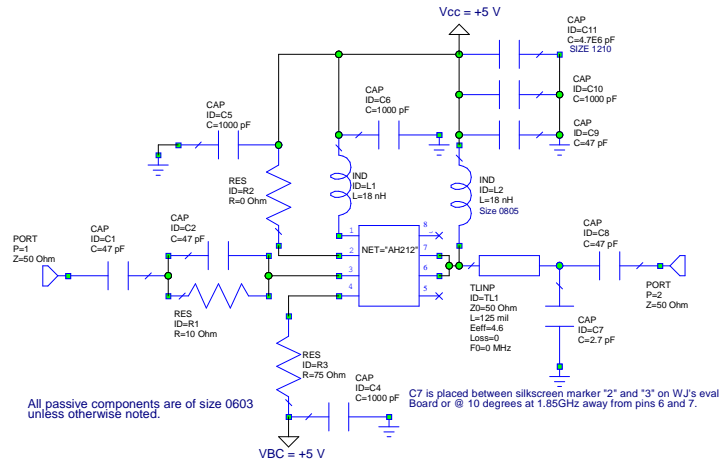 Vcc = +5 V
CAP
ID=C11
C=4.7E6 pF
SIZE 1210
CAP
ID=C10
C=1000 pF
CAP
ID=C9
C=47 pF
CAP
ID=C6
C=1000 pF
CAP
ID=C5
C=1000 pF
RES
ID=R2
R=0 Ohm
IND
ID=L1
L=18 nH
IND
ID=L2
L=18 nH
Size 0805
PORT
P=1
Z=50 Ohm
CAP
ID=C1
C=47 pF
CAP
ID=C2
C=47 pF
RES
ID=R1
R=10 Ohm
1
2
3
4
NET="AH212"
8
7
6
5
TLINP
ID=TL1
Z0=50 Ohm
L=125 mil
Eeff=4.6
Loss=0
F0=0 MHz
CAP
ID=C8
C=47 pF
PORT
P=2
Z=50 Ohm
CAP
ID=C7
C=2.7 pF
RES
ID=R3
R=75 Ohm
CAP
ID=C4
C=1000 pF
VBC = +5 V
All passive components are of size 0603
unless otherwise noted.
C7 is placed between silkscreen marker "2" and "3" on WJ's eval
Board or @ 10 degrees at 1.85GHz away from pins 6 and 7.